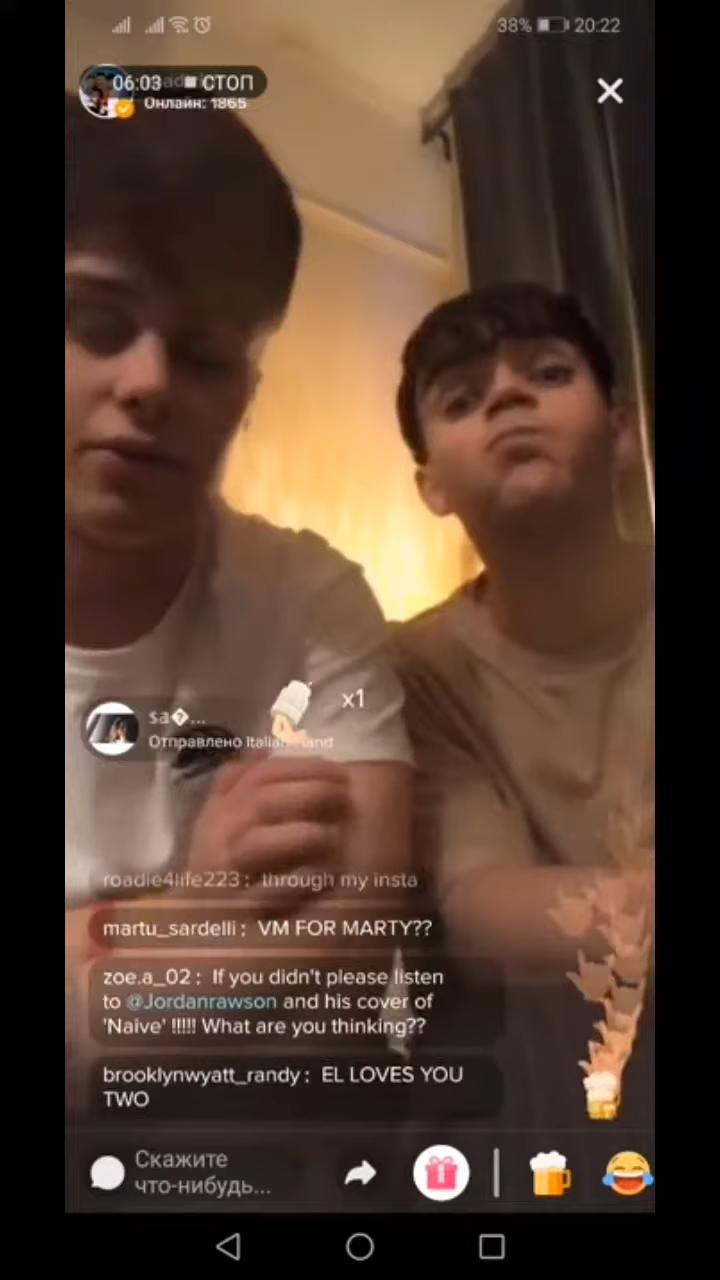 38% 20:22
06:03 СТОП
Онлайн: 1865
x1
sa�...
Отправлено Italian
roadie4life223 : through my insta
martu_sardelli : VM FOR MARTY??
zoe.a_02 : If you didn't please listen
to @Jordanrawson and his cover of
'Naive' !!!!! What are you thinking??
brooklynwyatt_randy : EL LOVES YOU
TWO
Скажите
что-нибудь...